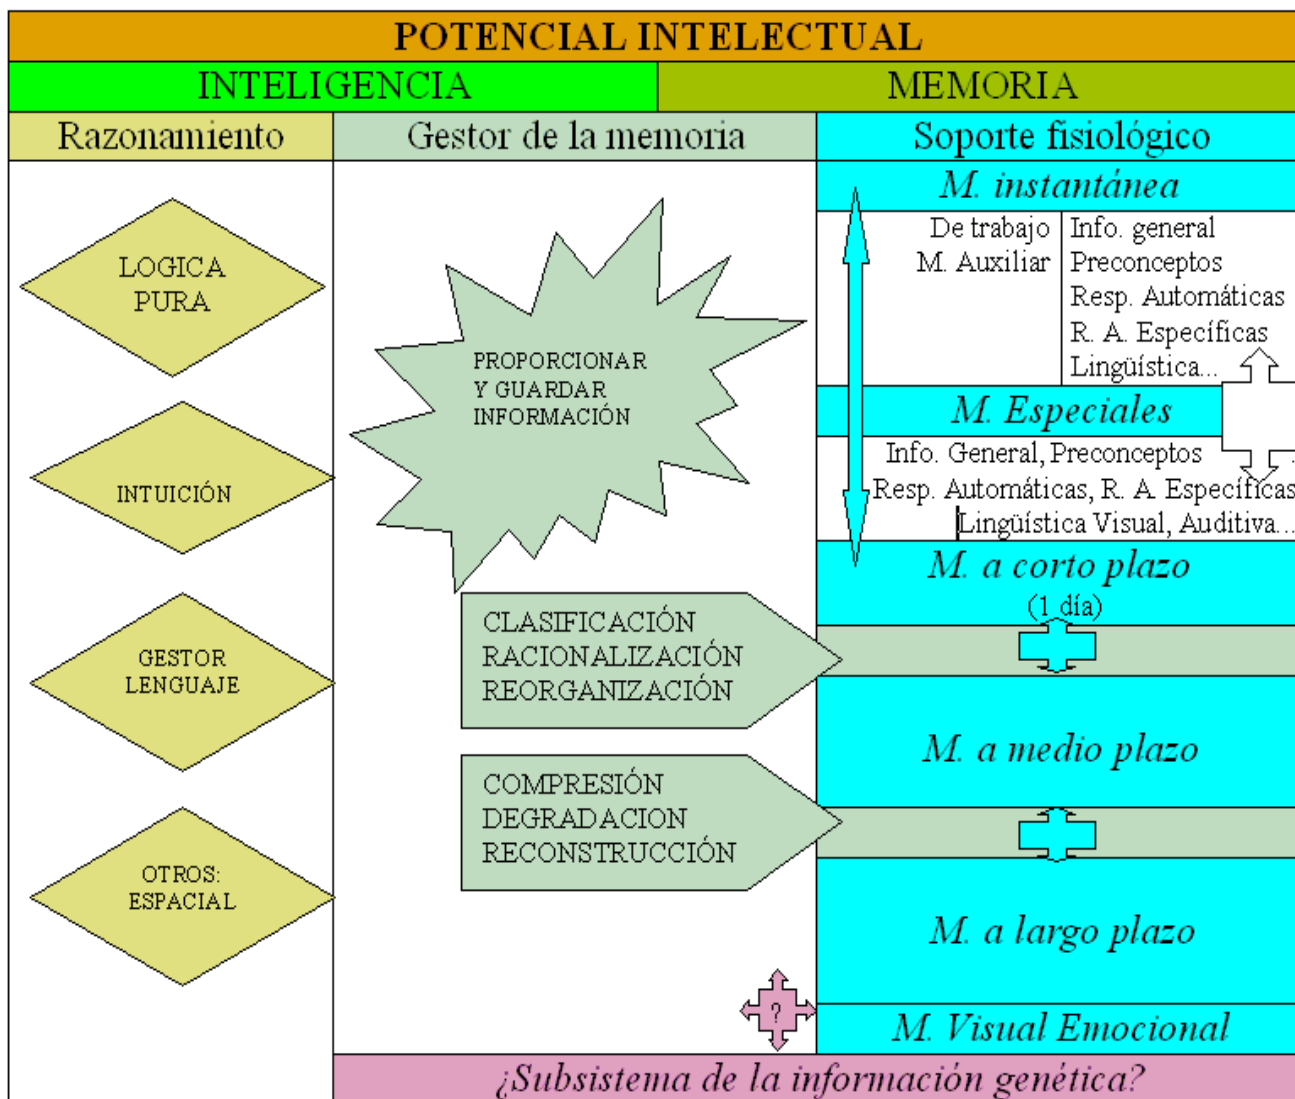 POTENCIAL INTELECTUAL
INTELIGENCIA
MEMORIA
Razonamiento
Gestor de la memoria
Soporte fisiológico
LOGICA
PURA
INTUICIÓN
GESTOR
LENGUAJE
OTROS:
ESPACIAL
PROPORCIONAR
Y GUARDAR
INFORMACIÓN
CLASIFICACIÓN
RACIONALIZACIÓN
REORGANIZACIÓN
COMPRESIÓN
DEGRADACION
RECONSTRUCCIÓN
?
M. instantánea
De trabajo
M. Auxiliar
Info. general
Preconceptos
Resp. Automáticas
R. A. Específicas
Lingüística...
M. Especiales
Info. General, Preconceptos
Resp. Automáticas, R. A. Específicas
Lingüística Visual, Auditiva...
M. a corto plazo
(1 día)
M. a medio plazo
M. a largo plazo
M. Visual Emocional
¿Subsistema de la información genética?